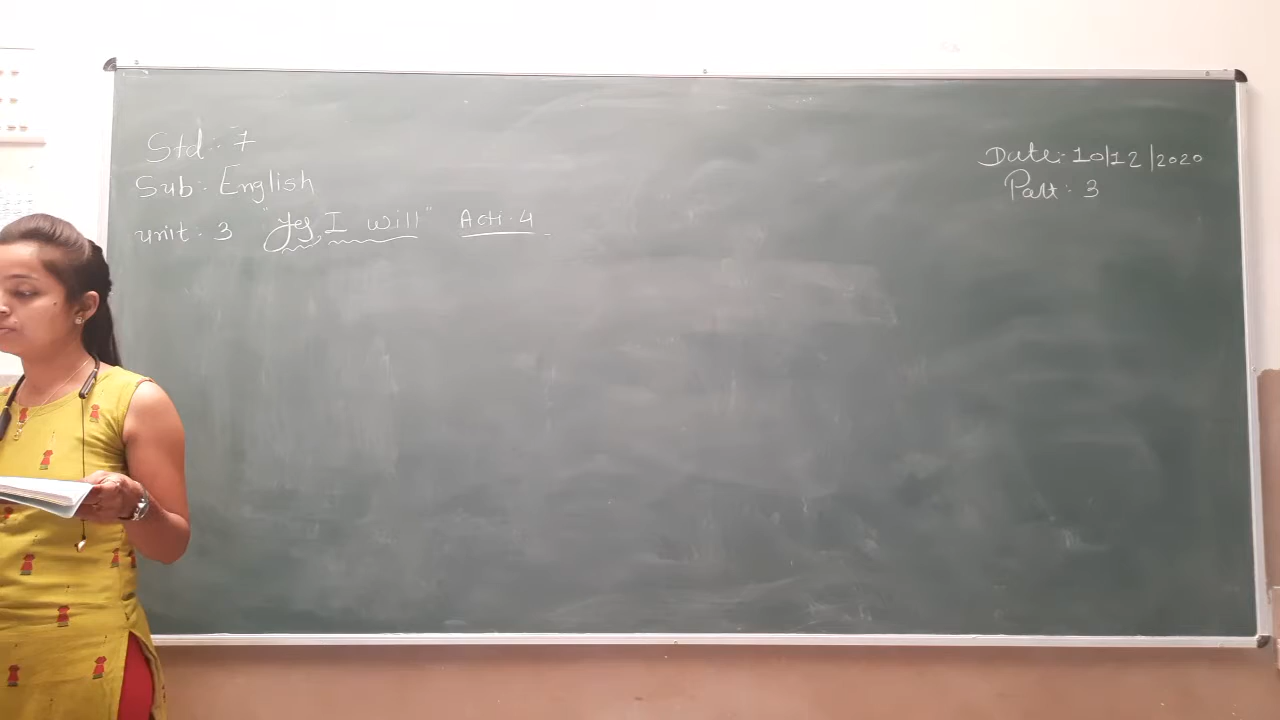 Std:- 7
Sub:- English
Unit:- 3 "Yes, I will" Acti-4
Date:- 10/12/2020
Part:- 3